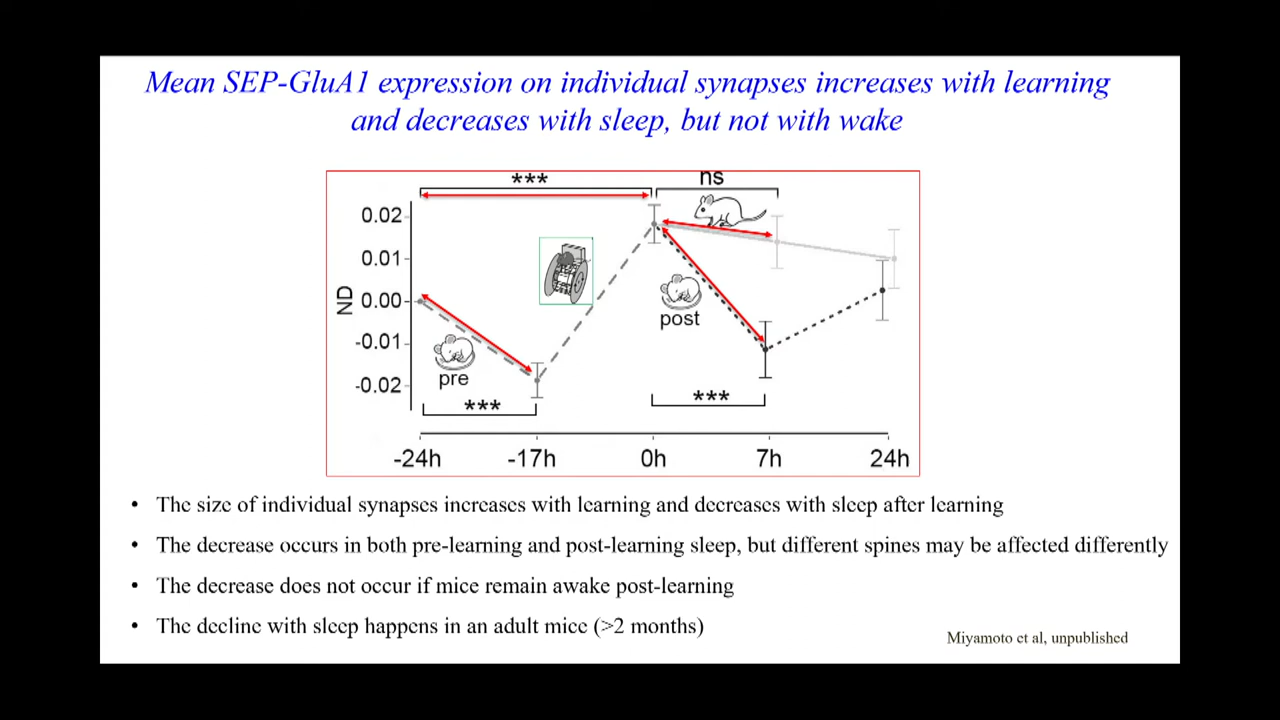 Mean SEP-GluA1 expression on individual synapses increases with learning
and decreases with sleep, but not with wake
***
ns
0.02
0.01
0.00
-0.01
-0.02
ND
pre
post
***
***
-24h
-17h
0h
7h
24h
• The size of individual synapses increases with learning and decreases with sleep after learning
• The decrease occurs in both pre-learning and post-learning sleep, but different spines may be affected differently
• The decrease does not occur if mice remain awake post-learning
• The decline with sleep happens in an adult mice (>2 months)
Miyamoto et al, unpublished